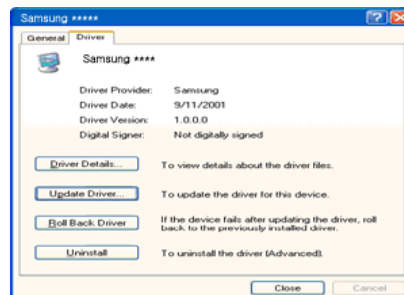 Samsung *****
General Driver
Samsung ****
Driver Provider: Samsung
Driver Date: 9/11/2001
Driver Version: 1.0.0.0
Digital Signer: Not digitally signed
Driver Details... To view details about the driver files.
Update Driver... To update the driver for this device.
Roll Back Driver If the device fails after updating the driver, roll
back to the previously installed driver.
Uninstall To uninstall the driver (Advanced).
Close Cancel